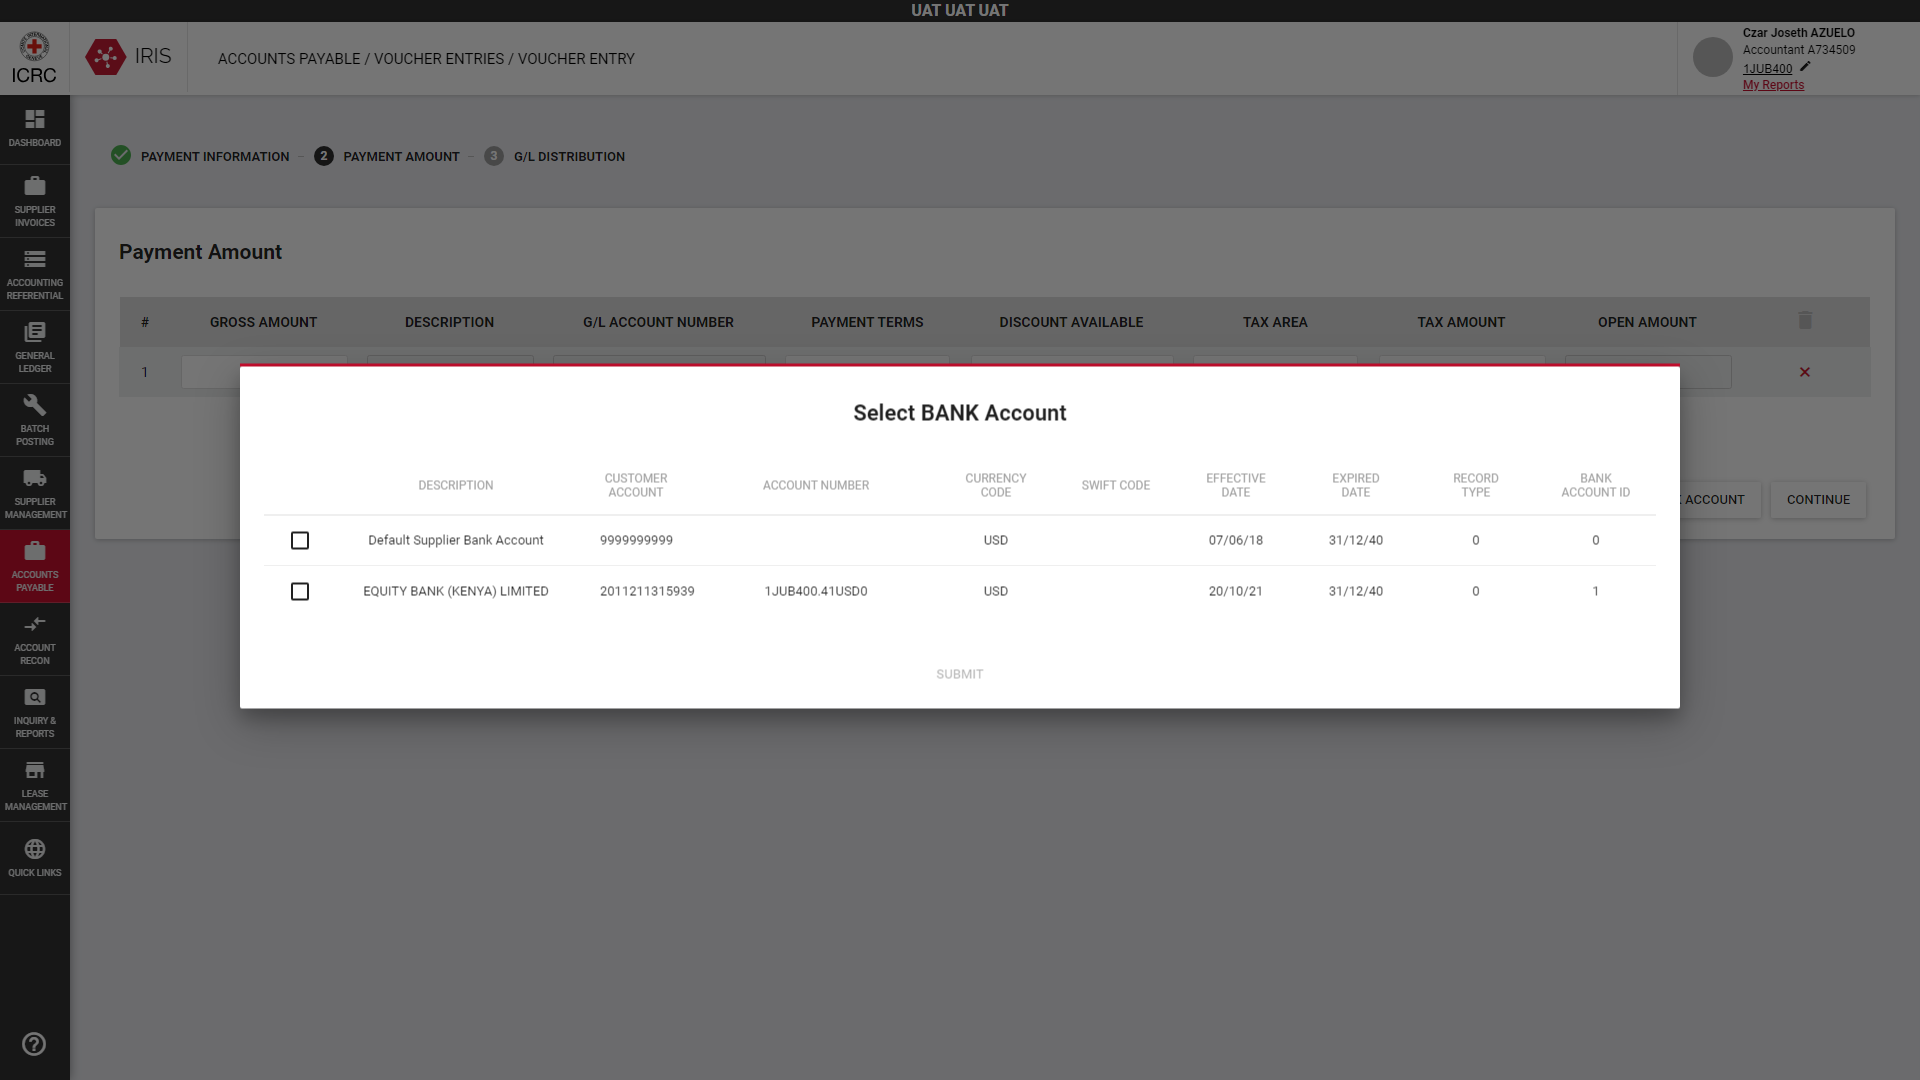 UAT UAT UAT
ICRC
IRIS
ACCOUNTS PAYABLE / VOUCHER ENTRIES / VOUCHER ENTRY
Czar Joseth AZUELO
Accountant A734509
1JUB400
My Reports
DASHBOARD
SUPPLIER
INVOICES
ACCOUNTING
REFERENTIAL
GENERAL
LEDGER
BATCH
POSTING
SUPPLIER
MANAGEMENT
ACCOUNTS
PAYABLE
ACCOUNT
RECON
INQUIRY &
REPORTS
LEASE
MANAGEMENT
QUICK LINKS
PAYMENT INFORMATION – 2 PAYMENT AMOUNT – 3 G/L DISTRIBUTION
Payment Amount
# GROSS AMOUNT DESCRIPTION G/L ACCOUNT NUMBER PAYMENT TERMS DISCOUNT AVAILABLE TAX AREA TAX AMOUNT OPEN AMOUNT
1
Select BANK Account
DESCRIPTION CUSTOMER ACCOUNT ACCOUNT NUMBER CURRENCY CODE SWIFT CODE EFFECTIVE DATE EXPIRED DATE RECORD TYPE BANK ACCOUNT ID
Default Supplier Bank Account 9999999999 USD 07/06/18 31/12/40 0 0
EQUITY BANK (KENYA) LIMITED 2011211315939 1JUB400.41USD0 USD 20/10/21 31/12/40 0 1
SUBMIT
ACCOUNT
CONTINUE